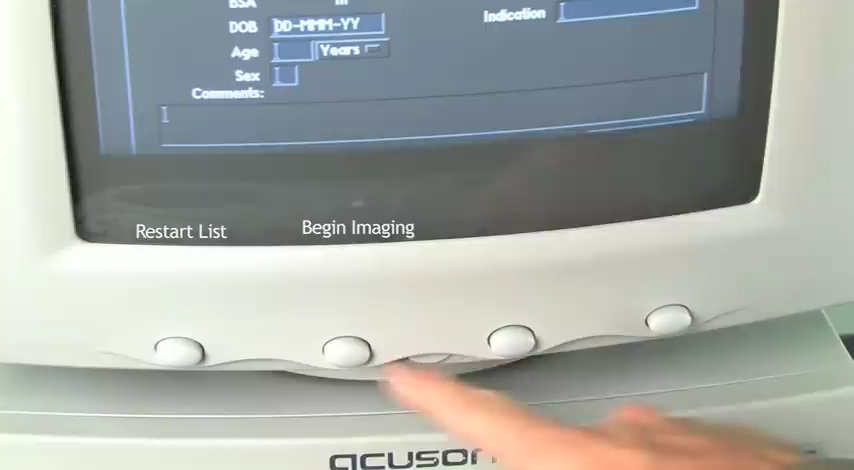 BSA m
DOB DD-MMM-YY
Indication
Age Years
Sex
Comments:
Restart List
Begin Imaging
acuson